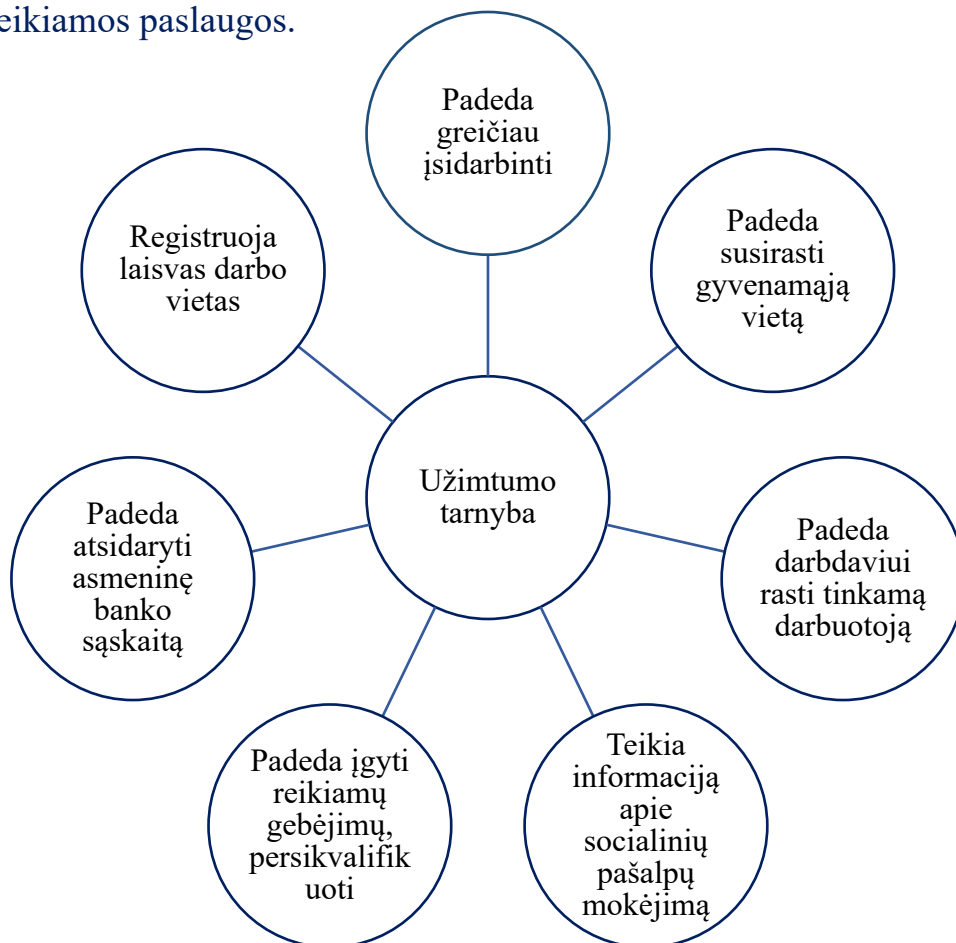 eikiamos paslaugos.
Padeda
greičiau
įsidarbinti
Padeda
susirasti
gyvenamąją
vietą
Padeda
darbdaviui
rasti tinkamą
darbuotoją
Teikia
informaciją
apie
socialinių
pašalpų
mokėjimą
Padeda įgyti
reikiamų
gebėjimų,
persikvalifik
uoti
Padeda
atsidaryti
asmeninę
banko
sąskaitą
Registruoja
laisvas darbo
vietas
Užimtumo
tarnyba